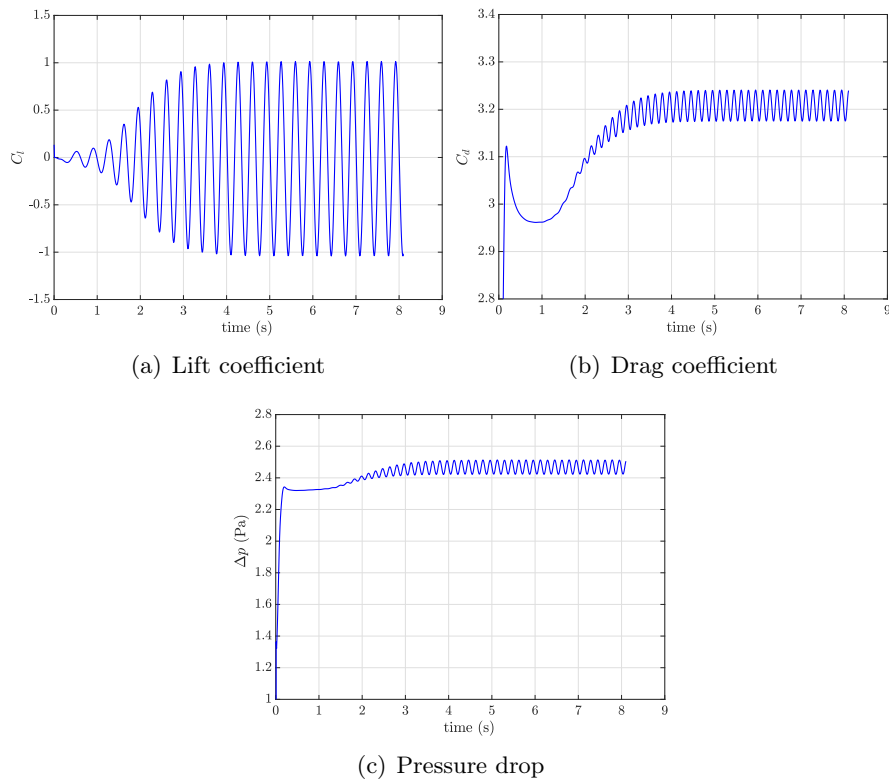 1.5
1
0.5
0
-0.5
-1
-1.5
C_l
0 1 2 3 4 5 6 7 8 9
time (s)
(a) Lift coefficient
3.4
3.3
3.2
3.1
3
2.9
2.8
C_d
0 1 2 3 4 5 6 7 8 9
time (s)
(b) Drag coefficient
2.8
2.6
2.4
2.2
2
1.8
1.6
1.4
1.2
1
Δp (Pa)
0 1 2 3 4 5 6 7 8 9
time (s)
(c) Pressure drop